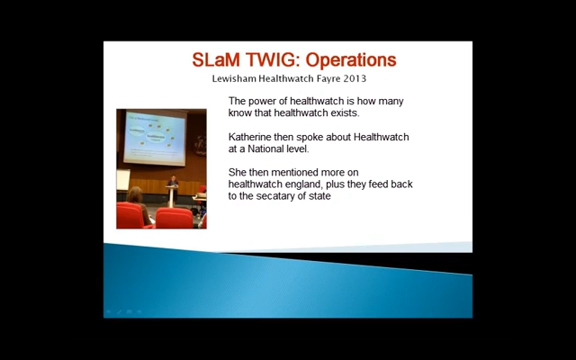 SLaM TWIG: Operations
Lewisham Healthwatch Fayre 2013
The power of healthwatch is how many
know that healthwatch exists.
Katherine then spoke about Healthwatch
at a National level.
She then mentioned more on
healthwatch england, plus they feed back
to the secatary of state